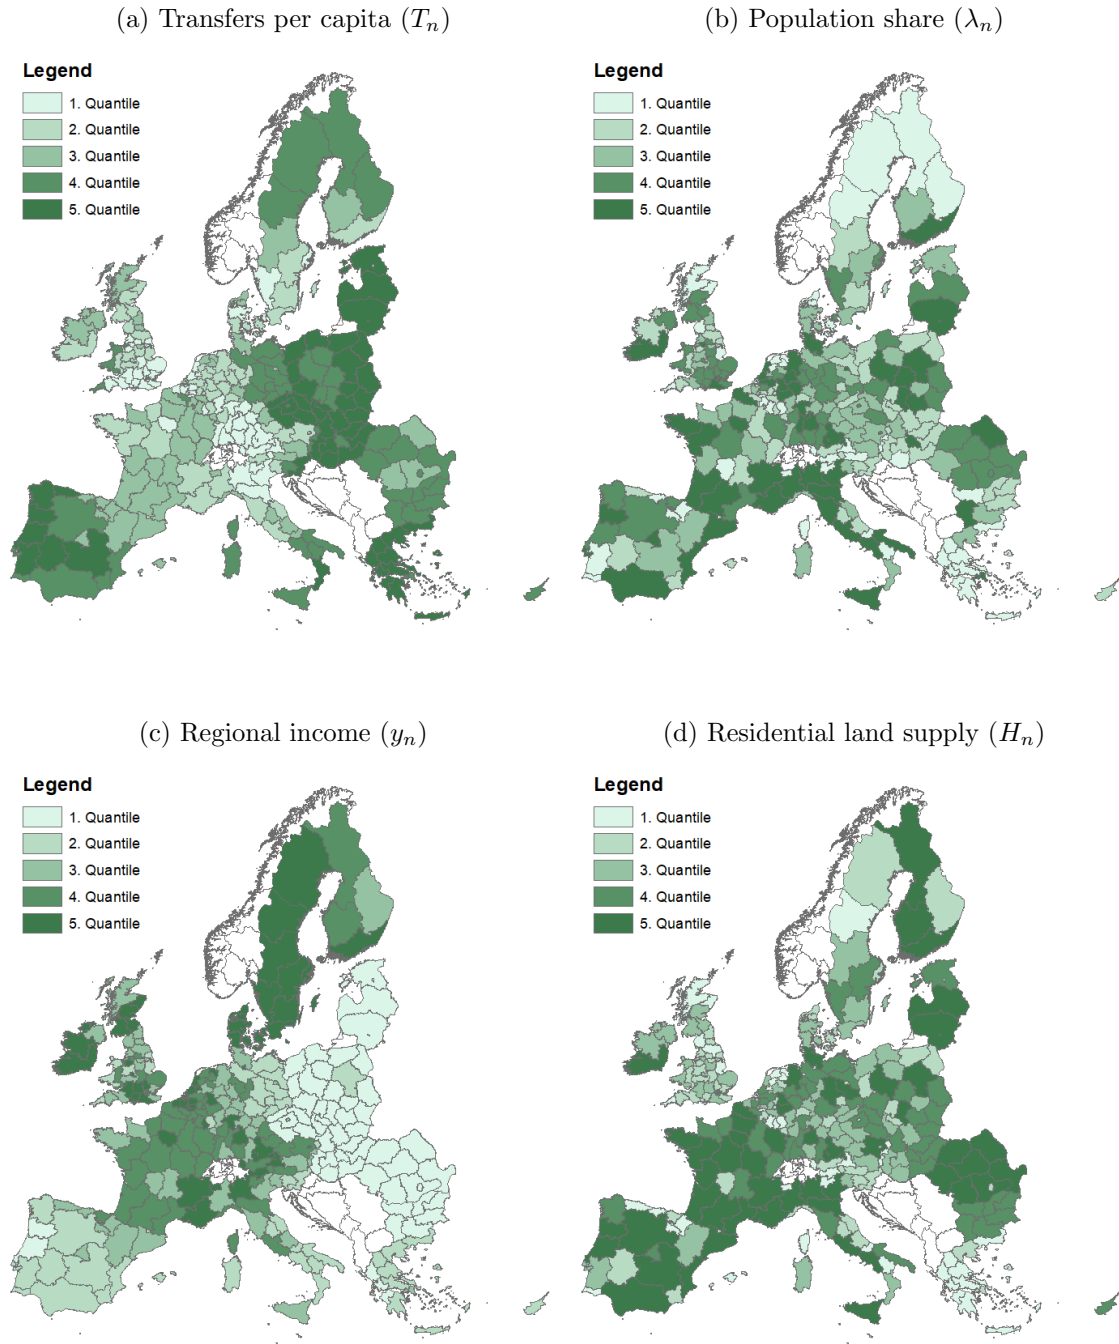 (a) Transfers per capita (Tₙ)
Legend
1. Quantile
2. Quantile
3. Quantile
4. Quantile
5. Quantile
(b) Population share (λₙ)
Legend
1. Quantile
2. Quantile
3. Quantile
4. Quantile
5. Quantile
(c) Regional income (yₙ)
Legend
1. Quantile
2. Quantile
3. Quantile
4. Quantile
5. Quantile
(d) Residential land supply (Hₙ)
Legend
1. Quantile
2. Quantile
3. Quantile
4. Quantile
5. Quantile